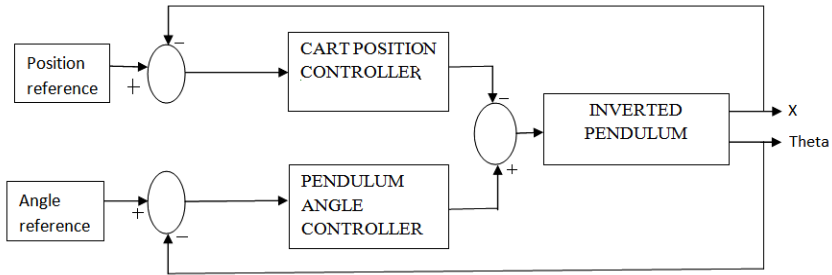 Position
reference
+
−
CART POSITION
CONTROLLER
−
+
INVERTED
PENDULUM
X
Theta
Angle
reference
+
−
PENDULUM
ANGLE
CONTROLLER